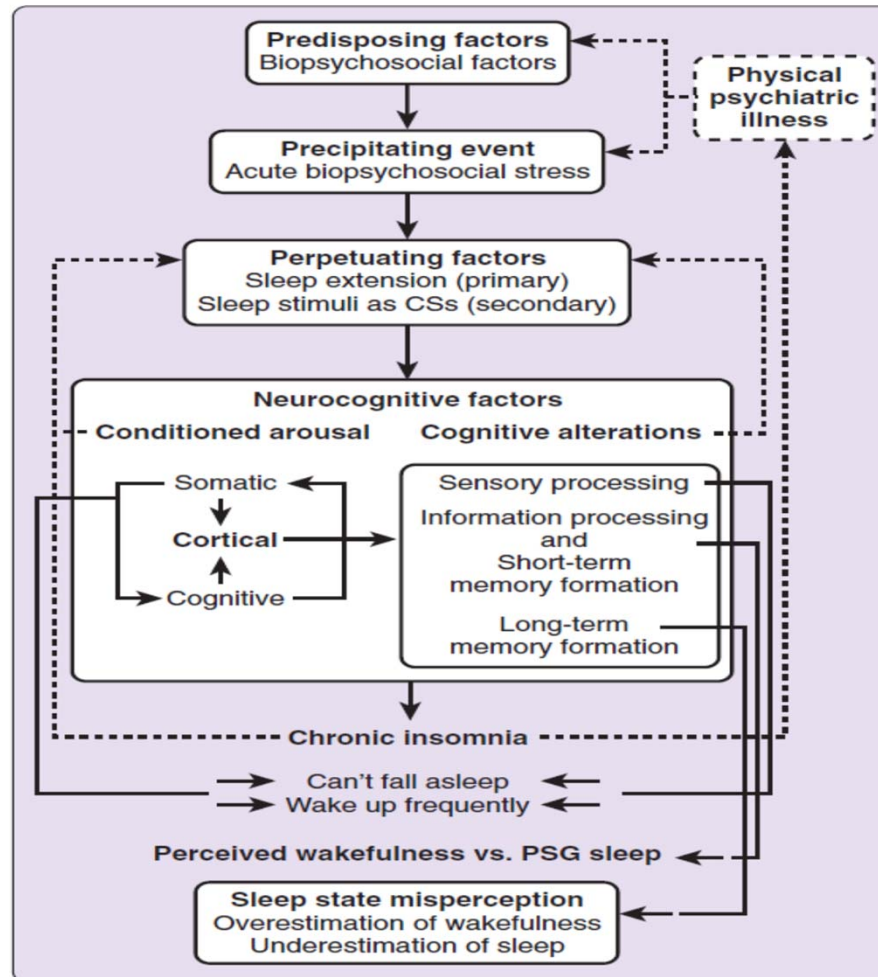 Predisposing factors
Biopsychosocial factors
Physical
psychiatric
illness
Precipitating event
Acute biopsychosocial stress
Perpetuating factors
Sleep extension (primary)
Sleep stimuli as CSs (secondary)
Neurocognitive factors
Conditioned arousal
Cognitive alterations
Somatic
Cortical
Cognitive
Sensory processing
Information processing
and
Short-term
memory formation
Long-term
memory formation
Chronic insomnia
Can't fall asleep
Wake up frequently
Perceived wakefulness vs. PSG sleep
Sleep state misperception
Overestimation of wakefulness
Underestimation of sleep